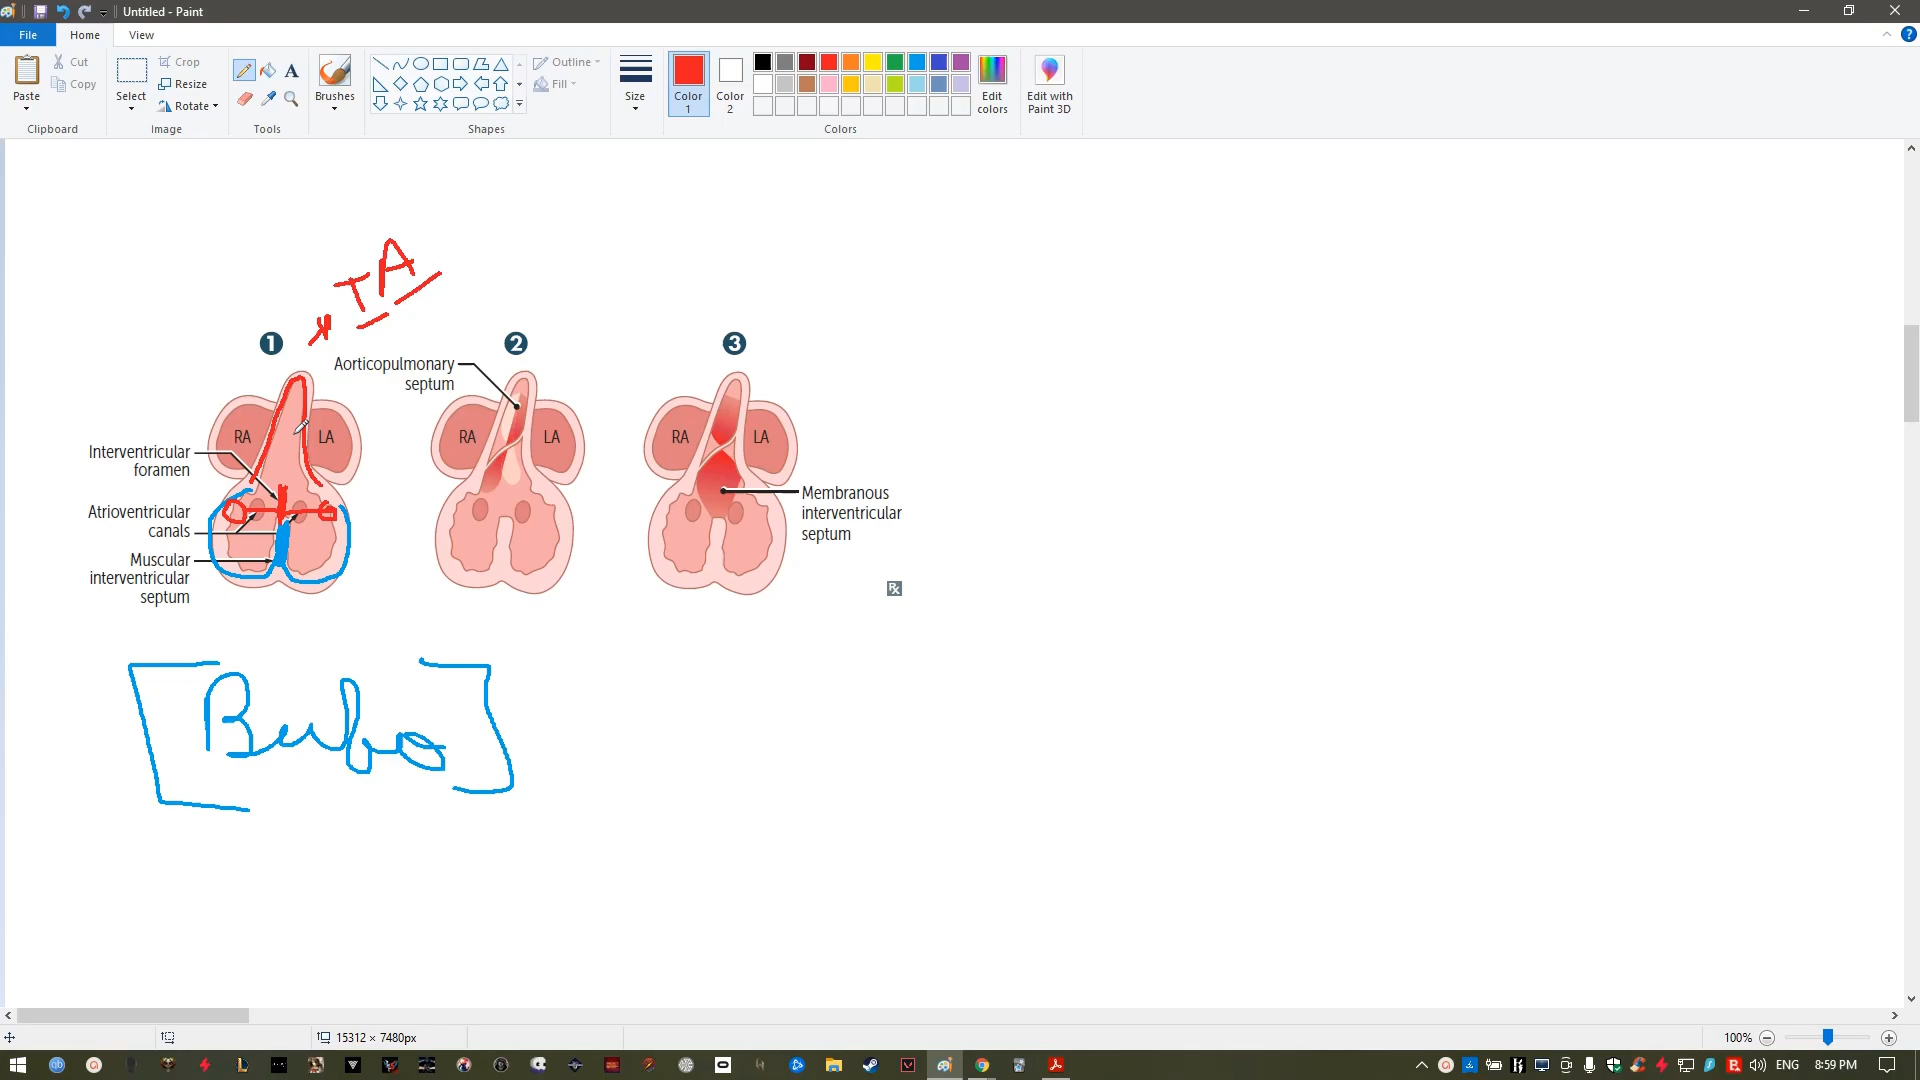 Untitled - Paint
File
Home
View
Paste
Cut
Copy
Clipboard
Select
Crop
Resize
Rotate
Image
A
Tools
Brushes
Shapes
Outline
Fill
Size
Color 1
Color 2
Edit colors
Edit with Paint 3D
Colors
TA
1
2
3
Aorticopulmonary
septum
RA
LA
RA
LA
RA
LA
Interventricular
foramen
Atrioventricular
canals
Muscular
interventricular
septum
Membranous
interventricular
septum
Rx
Bulbo
15312 × 7480px
100%
ENG
8:59 PM